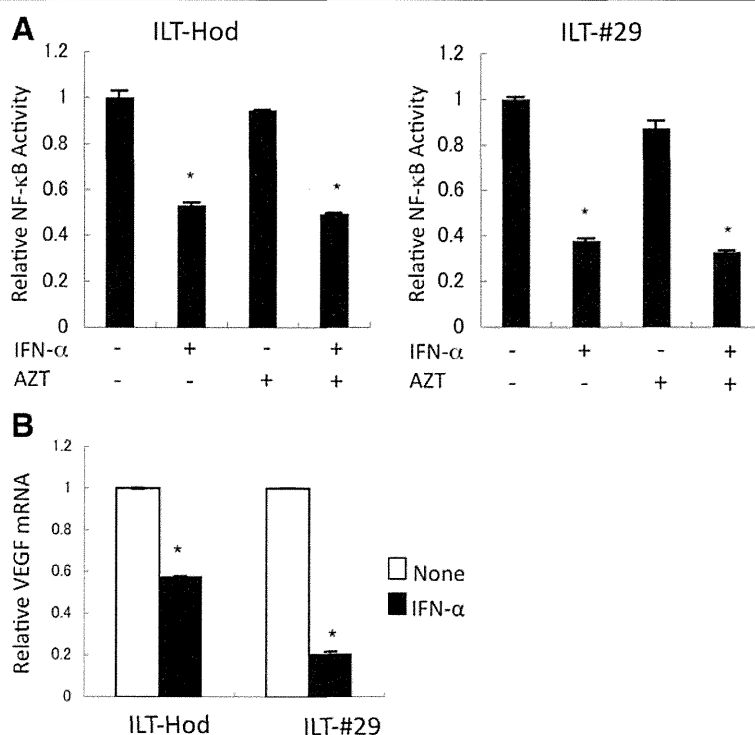 A
ILT-Hod
Relative NF-κB Activity
1.2
1
0.8
0.6
0.4
0.2
0
*
*
IFN-α - + - +
AZT - - + +
ILT-#29
Relative NF-κB Activity
1.2
1
0.8
0.6
0.4
0.2
0
*
*
IFN-α - + - +
AZT - - + +
B
Relative VEGF mRNA
1.2
1
0.8
0.6
0.4
0.2
0
*
*
ILT-Hod ILT-#29
None
IFN-α